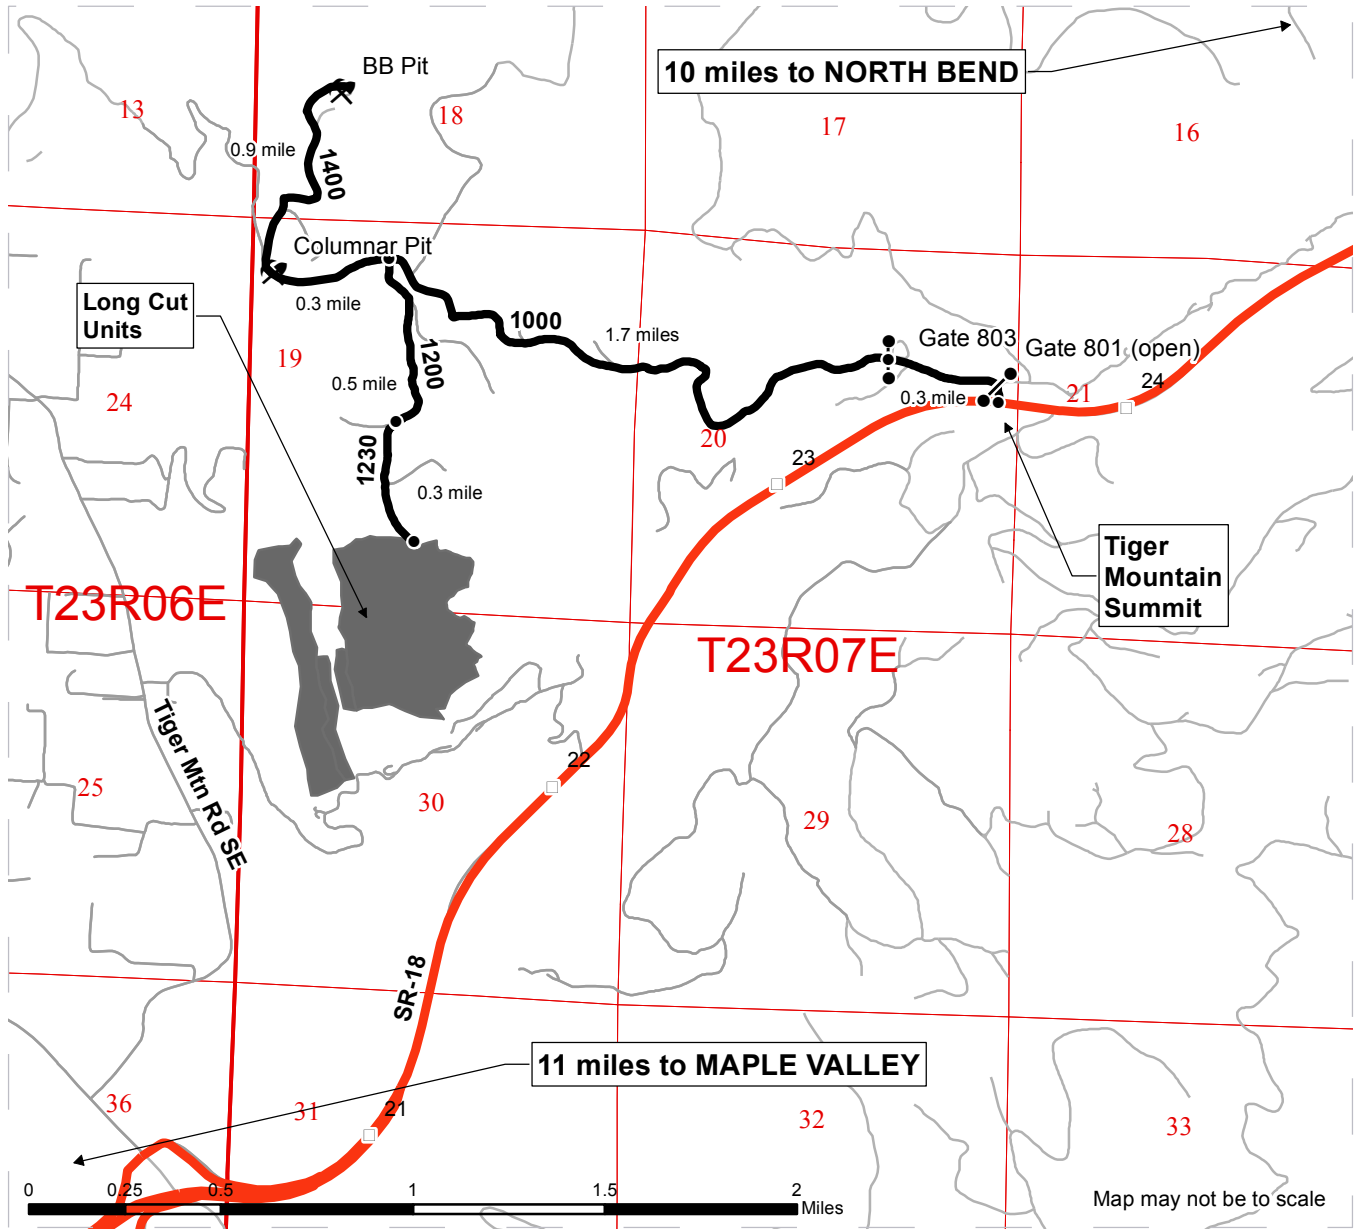 BB Pit
10 miles to NORTH BEND
13
18
17
16
0.9 mile
1400
Columnar Pit
0.3 mile
Long Cut
Units
1000
1.7 miles
Gate 803
Gate 801 (open)
19
1200
0.5 mile
24
0.3 mile
21
24
20
1230
23
0.3 mile
Tiger
Mountain
Summit
T23R06E
T23R07E
Tiger Mtn Rd SE
22
25
30
29
28
SR-18
11 miles to MAPLE VALLEY
36
31
21
32
33
0
0.25
0.5
1
1.5
2
Miles
Map may not be to scale